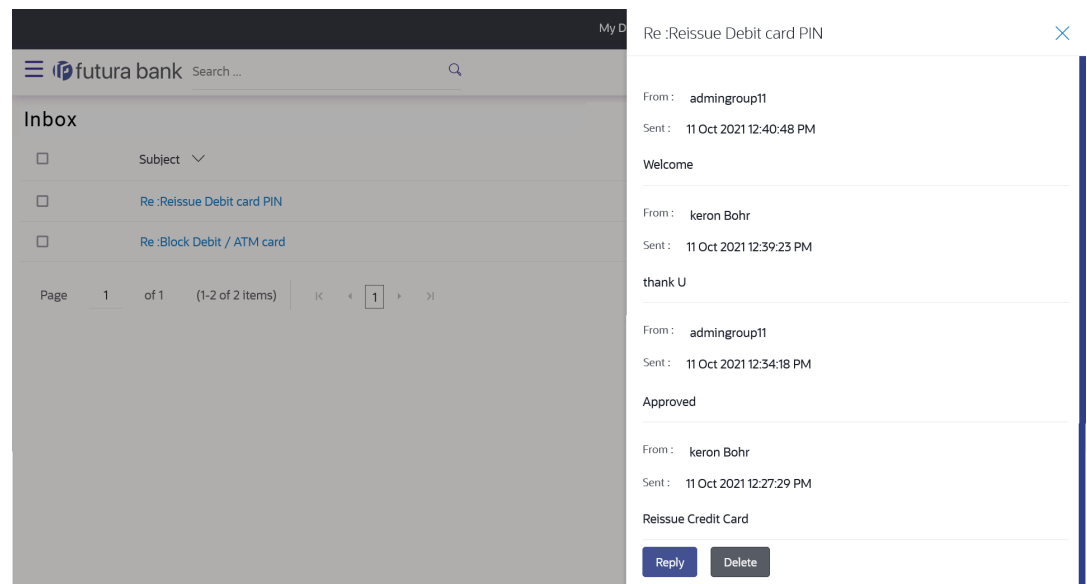 My D
futura bank Search ...
Inbox
Subject
Re :Reissue Debit card PIN
Re :Block Debit / ATM card
Page 1 of 1 (1-2 of 2 items) 1
Re :Reissue Debit card PIN
From : admingroup11
Sent : 11 Oct 2021 12:40:48 PM
Welcome
From : keron Bohr
Sent : 11 Oct 2021 12:39:23 PM
thank U
From : admingroup11
Sent : 11 Oct 2021 12:34:18 PM
Approved
From : keron Bohr
Sent : 11 Oct 2021 12:27:29 PM
Reissue Credit Card
Reply Delete